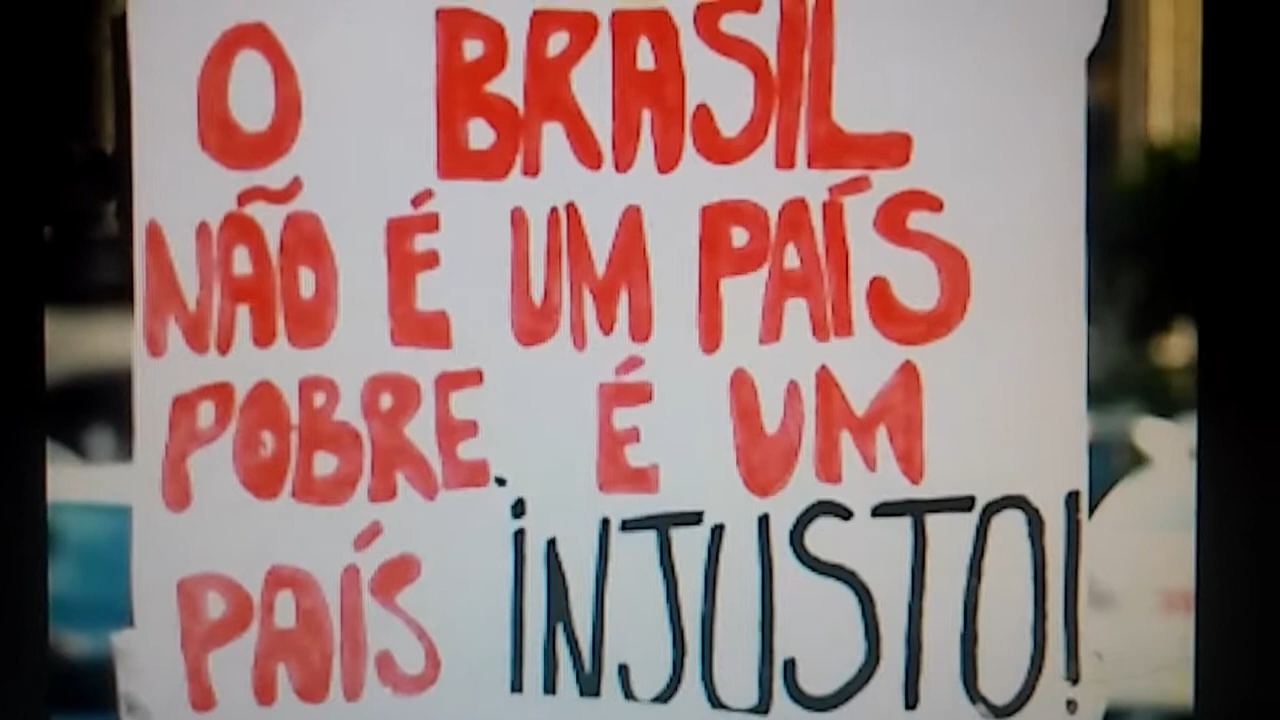 O BRASIL
NÃO É UM PAÍS
POBRE. É UM
PAÍS INJUSTO!